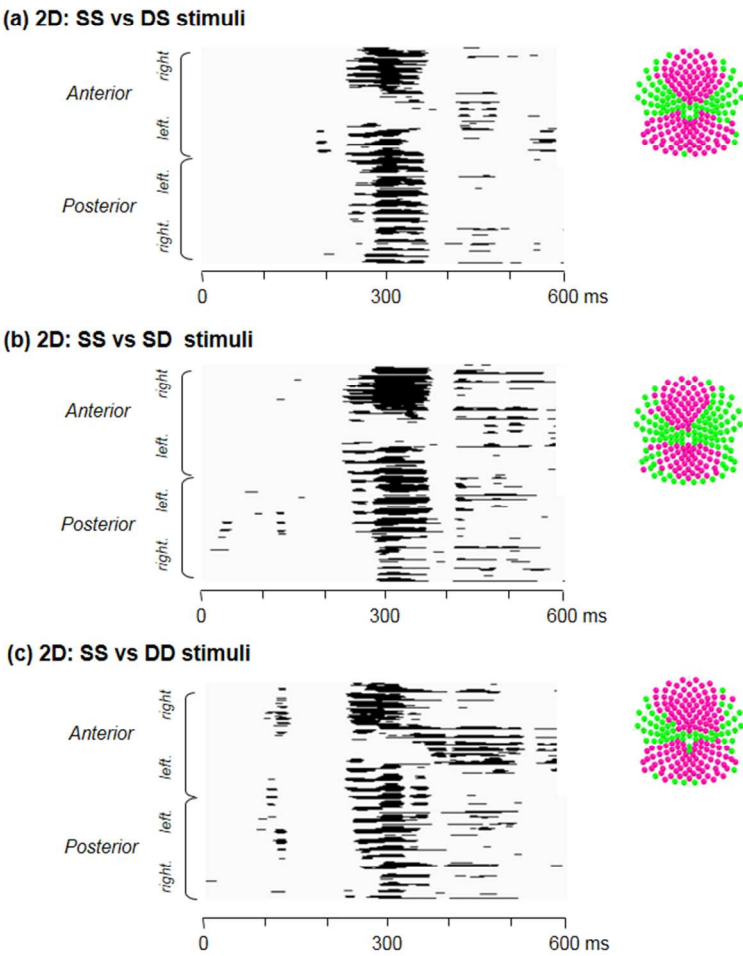 (a) 2D: SS vs DS stimuli
right
Anterior
left.
left.
Posterior
right.
0 300 600 ms
(b) 2D: SS vs SD stimuli
right
Anterior
left.
left.
Posterior
right.
0 300 600 ms
(c) 2D: SS vs DD stimuli
right
Anterior
left.
left.
Posterior
right.
0 300 600 ms